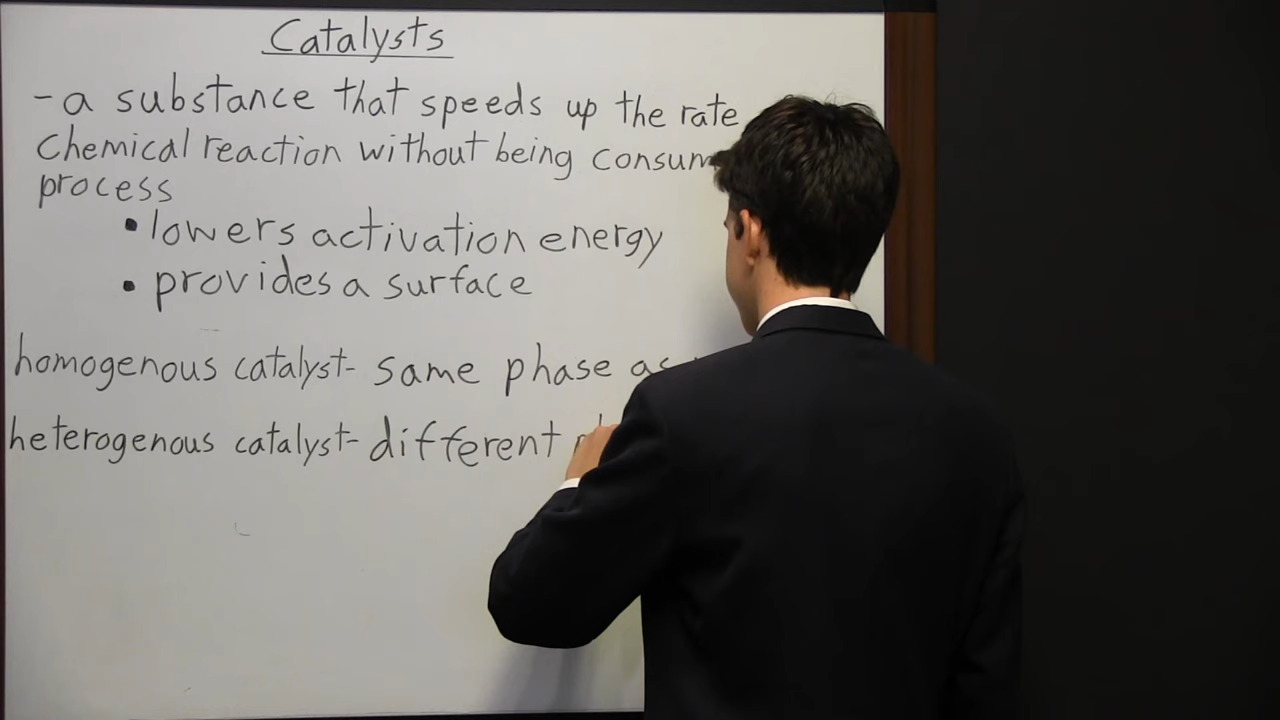 Catalysts
- a substance that speeds up the rate
Chemical reaction without being
process
• lowers activation energy
• provides a surface
homogenous catalyst- same phase as
heterogenous catalyst- different